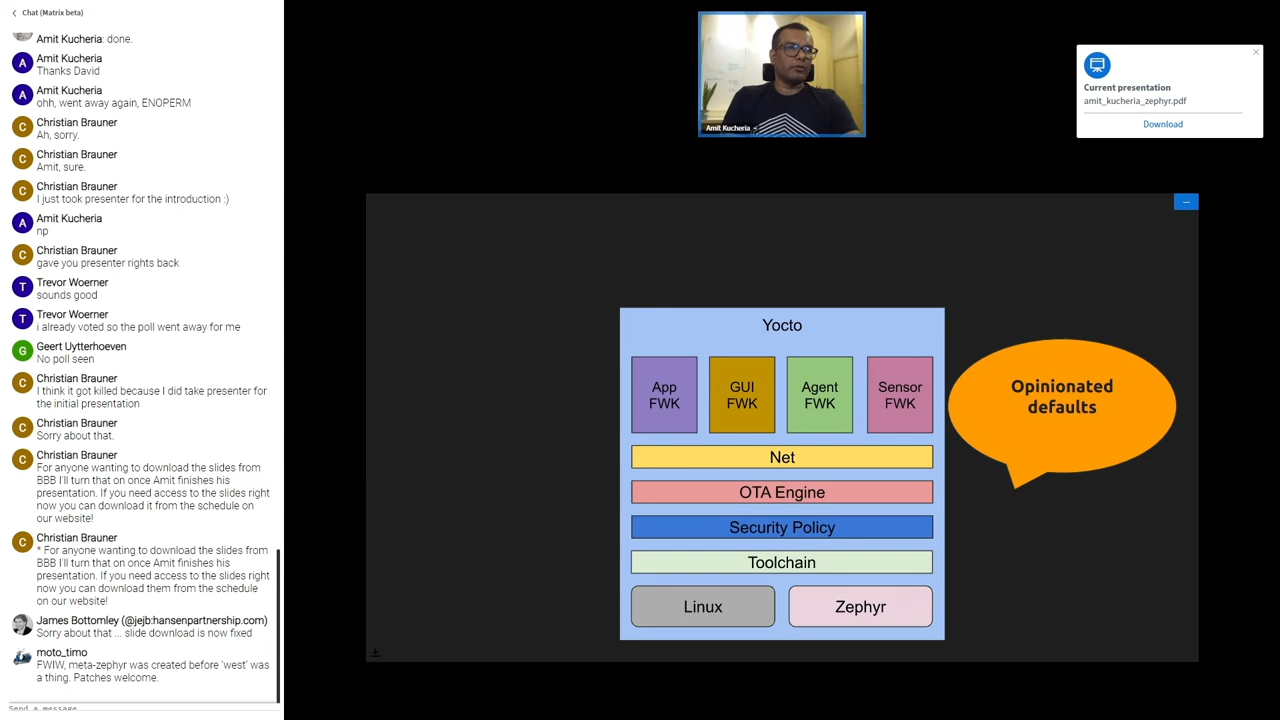 Chat (Matrix beta)
Amit Kucheria: done.
Amit Kucheria
Thanks David
Amit Kucheria
ohh, went away again, ENOPERM
Christian Brauner
Ah, sorry.
Christian Brauner
Amit, sure.
Christian Brauner
I just took presenter for the introduction :)
Amit Kucheria
np
Christian Brauner
gave you presenter rights back
Trevor Woerner
sounds good
Trevor Woerner
i already voted so the poll went away for me
Geert Uytterhoeven
No poll seen
Christian Brauner
I think it got killed because I did take presenter for
the initial presentation
Christian Brauner
Sorry about that.
Christian Brauner
For anyone wanting to download the slides from
BBB I'll turn that on once Amit finishes his
presentation. If you need access to the slides right
now you can download it from the schedule on
our website!
Christian Brauner
* For anyone wanting to download the slides from
BBB I'll turn that on once Amit finishes his
presentation. If you need access to the slides right
now you can download them from the schedule
on our website!
James Bottomley (@jejb:hansenpartnership.com)
Sorry about that ... slide download is now fixed
moto_timo
FWIW, meta-zephyr was created before 'west' was
a thing. Patches welcome.
Send a message
A
A
C
C
C
A
C
T
T
G
C
C
C
C
Amit Kucheria
Current presentation
amit_kucheria_zephyr.pdf
Download
Yocto
App
FWK
GUI
FWK
Agent
FWK
Sensor
FWK
Net
OTA Engine
Security Policy
Toolchain
Linux
Zephyr
Opinionated
defaults